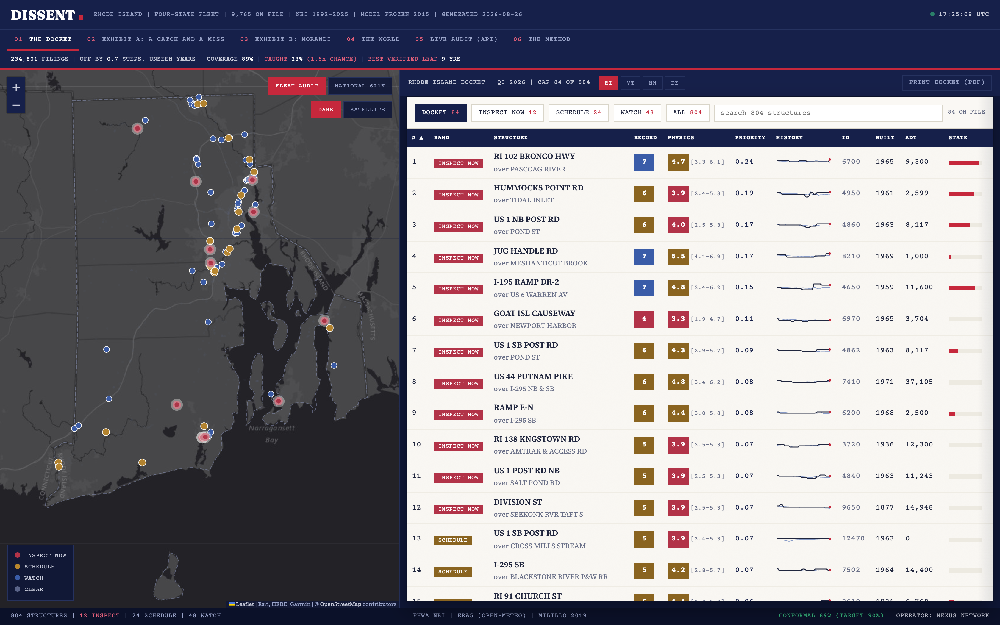 DISSENT
RHODE ISLAND | FOUR-STATE FLEET | 9,765 ON FILE | NBI 1992-2025 | MODEL FROZEN 2015 | GENERATED 2026-08-26
17:25:09 UTC
01 THE DOCKET 02 EXHIBIT A: A CATCH AND A MISS 03 EXHIBIT B: MORANDI 04 THE WORLD 05 LIVE AUDIT (API) 06 THE METHOD
234,801 FILINGS OFF BY 0.7 STEPS, UNSEEN YEARS COVERAGE 89% CAUGHT 23% (1.5x CHANCE) BEST VERIFIED LEAD 9 YRS
+
−
FLEET AUDIT NATIONAL 621K
DARK SATELLITE
RHODE ISLAND
MASSACHUSETTS
Narragansett
Bay
CONNECTICUT
RHODE ISLAND
INSPECT NOW
SCHEDULE
WATCH
CLEAR
Leaflet | Esri, HERE, Garmin | © OpenStreetMap contributors
RHODE ISLAND DOCKET | Q3 2026 | CAP 84 OF 804 RI VT NH DE PRINT DOCKET (PDF)
DOCKET 84 INSPECT NOW 12 SCHEDULE 24 WATCH 48 ALL 804 search 804 structures 84 ON FILE
# ▲ BAND STRUCTURE RECORD PHYSICS PRIORITY HISTORY ID BUILT ADT STATE
1 INSPECT NOW RI 102 BRONCO HWY 7 4.7 [3.3–6.1] 0.24 6700 1965 9,300
over PASCOAG RIVER
2 INSPECT NOW HUMMOCKS POINT RD 6 3.9 [2.4–5.3] 0.19 4950 1961 2,599
over TIDAL INLET
3 INSPECT NOW US 1 NB POST RD 6 4.0 [2.5–5.3] 0.17 4860 1963 8,117
over POND ST
4 INSPECT NOW JUG HANDLE RD 7 5.5 [4.1–6.9] 0.17 8210 1969 1,000
over MESHANTICUT BROOK
5 INSPECT NOW I-195 RAMP DR-2 7 4.8 [3.4–6.2] 0.15 4650 1959 11,600
over US 6 WARREN AV
6 INSPECT NOW GOAT ISL CAUSEWAY 4 3.3 [1.9–4.7] 0.11 6970 1965 3,704
over NEWPORT HARBOR
7 INSPECT NOW US 1 SB POST RD 6 4.3 [2.9–5.7] 0.09 4862 1963 8,117
over POND ST
8 INSPECT NOW US 44 PUTNAM PIKE 6 4.8 [3.4–6.2] 0.08 7410 1971 37,105
over I-295 NB & SB
9 INSPECT NOW RAMP E-N 6 4.4 [3.0–5.8] 0.08 6200 1968 2,500
over I-295 SB
10 INSPECT NOW RI 138 KNGSTOWN RD 5 3.9 [2.5–5.3] 0.07 3720 1936 12,300
over AMTRAK & ACCESS RD
11 INSPECT NOW US 1 POST RD NB 5 3.9 [2.5–5.3] 0.07 4840 1963 11,243
over SALT POND RD
12 INSPECT NOW DIVISION ST 5 3.9 [2.5–5.3] 0.07 9650 1877 14,948
over SEEKONK RVR TAFT S
13 SCHEDULE US 1 SB POST RD 5 3.9 [2.4–5.3] 0.07 12470 1963 0
over CROSS MILLS STREAM
14 SCHEDULE I-295 SB 5 4.2 [2.8–5.7] 0.07 7502 1964 14,400
over BLACKSTONE RIVER P&W RR
RI 91 CHURCH ST
804 STRUCTURES | 12 INSPECT | 24 SCHEDULE | 48 WATCH
FHWA NBI | ERA5 (OPEN-METEO) | MILILLO 2019
CONFORMAL 89% (TARGET 90%) | OPERATOR: NEXUS NETWORK